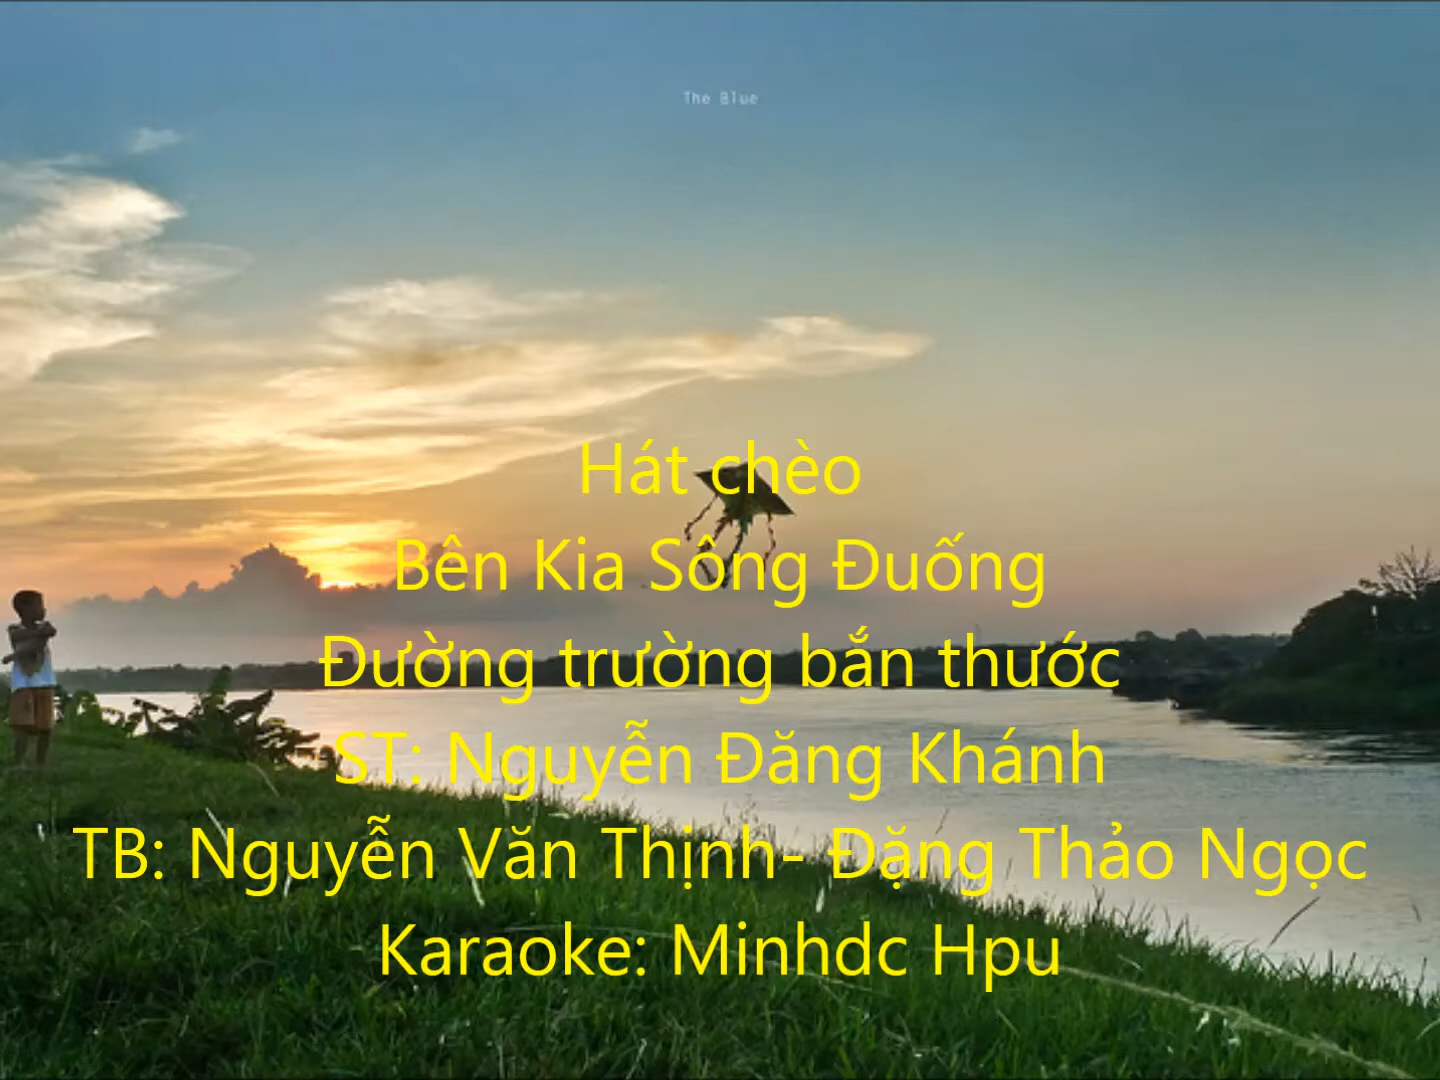 The Blue
Hát chèo
Bên Kia Sông Đuống
Đường trường bắn thước
ST: Nguyễn Đăng Khánh
TB: Nguyễn Văn Thịnh- Đặng Thảo Ngọc
Karaoke: Minhdc Hpu